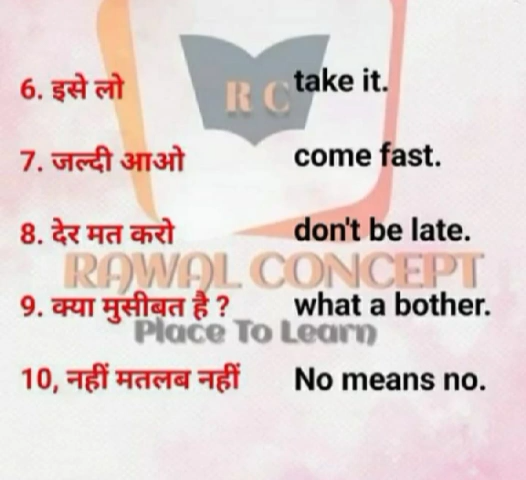 R C
6. इसे लो take it.
7. जल्दी आओ come fast.
8. देर मत करो don't be late.
RAWAL CONCEPT
9. क्या मुसीबत है ? what a bother.
Place To Learn
10, नहीं मतलब नहीं No means no.